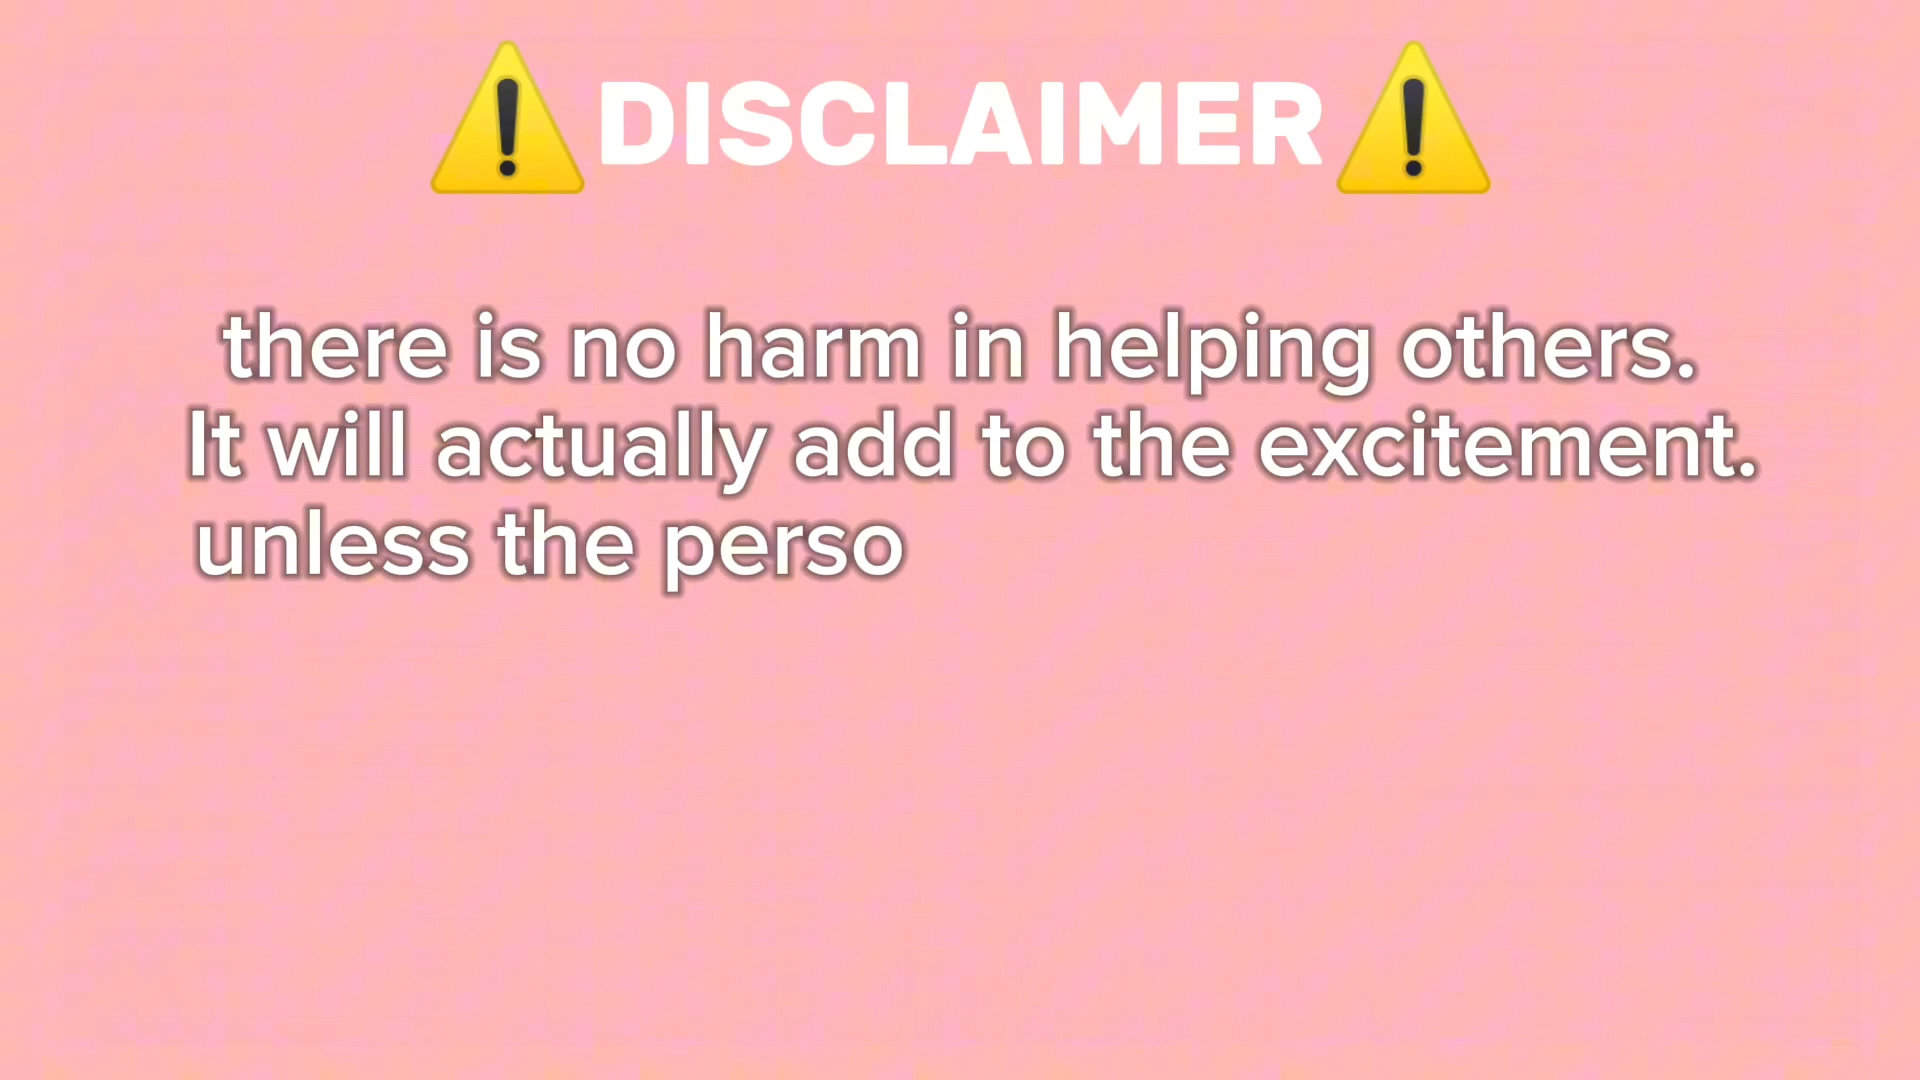 ⚠️DISCLAIMER⚠️
there is no harm in helping others.
It will actually add to the excitement.
unless the perso